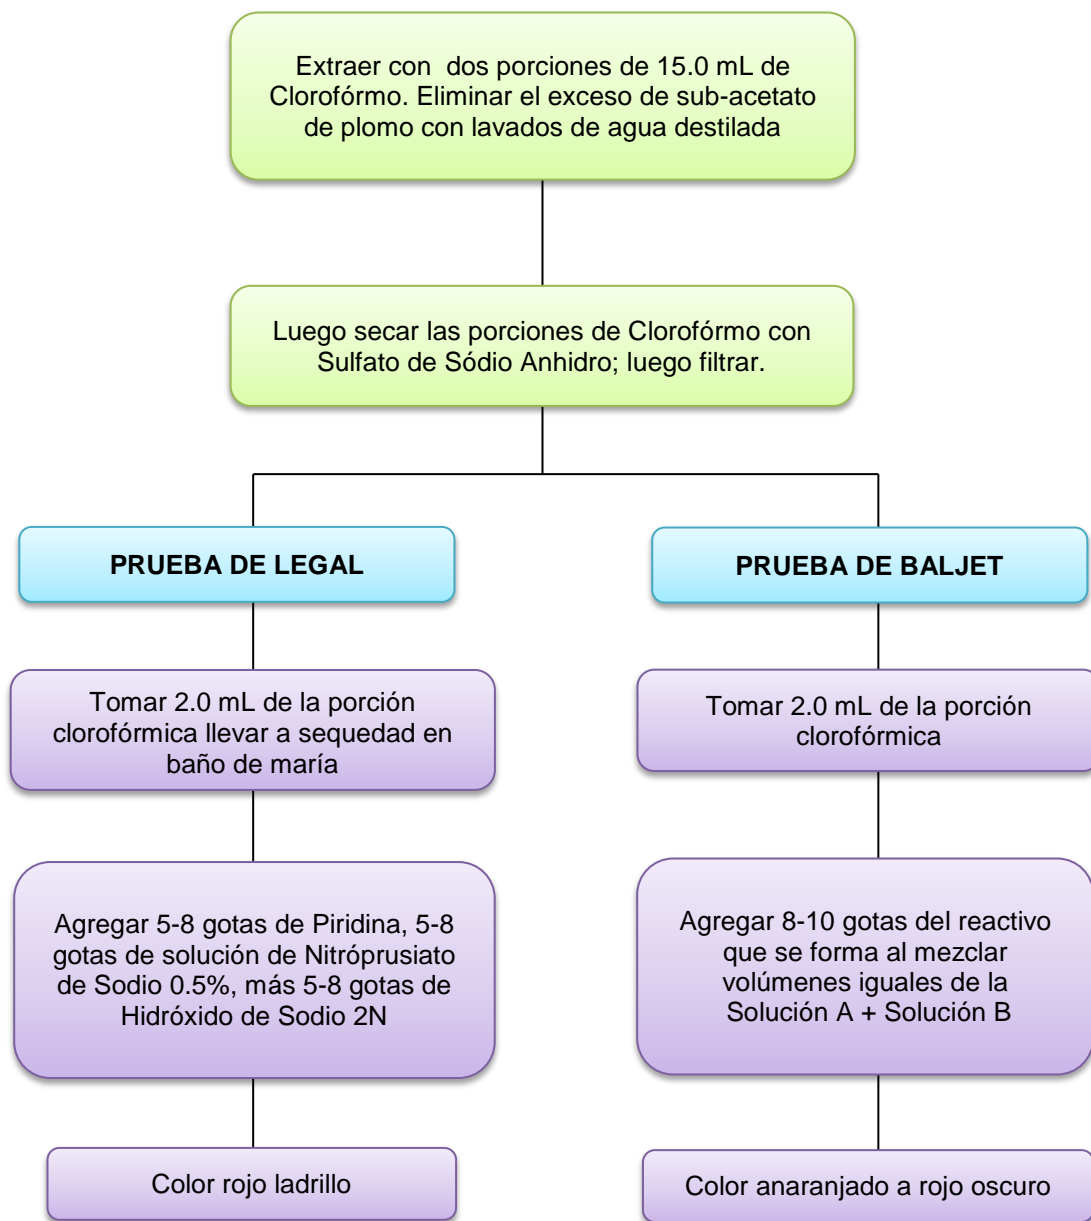 Extraer con  dos porciones de 15.0 mL de
Clorofórmo. Eliminar el exceso de sub-acetato
de plomo con lavados de agua destilada
Luego secar las porciones de Clorofórmo con
Sulfato de Sódio Anhidro; luego filtrar.
PRUEBA DE LEGAL
Tomar 2.0 mL de la porción
clorofórmica llevar a sequedad en
baño de maría
Agregar 5-8 gotas de Piridina, 5-8
gotas de solución de Nitróprusiato
de Sodio 0.5%, más 5-8 gotas de
Hidróxido de Sodio 2N
Color rojo ladrillo
PRUEBA DE BALJET
Tomar 2.0 mL de la porción
clorofórmica
Agregar 8-10 gotas del reactivo
que se forma al mezclar
volúmenes iguales de la
Solución A + Solución B
Color anaranjado a rojo oscuro